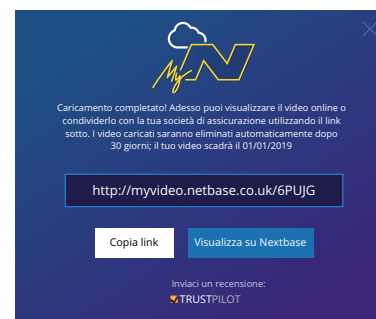 My N
Caricamento completato! Adesso puoi visualizzare il video online o
condividerlo con la tua società di assicurazione utilizzando il link
sotto. I video caricati saranno eliminati automaticamente dopo
30 giorni; il tuo video scadrà il 01/01/2019
http://myvideo.netbase.co.uk/6PUJG
Copia link
Visualizza su Nextbase
Inviaci un recensione:
TRUSTPILOT